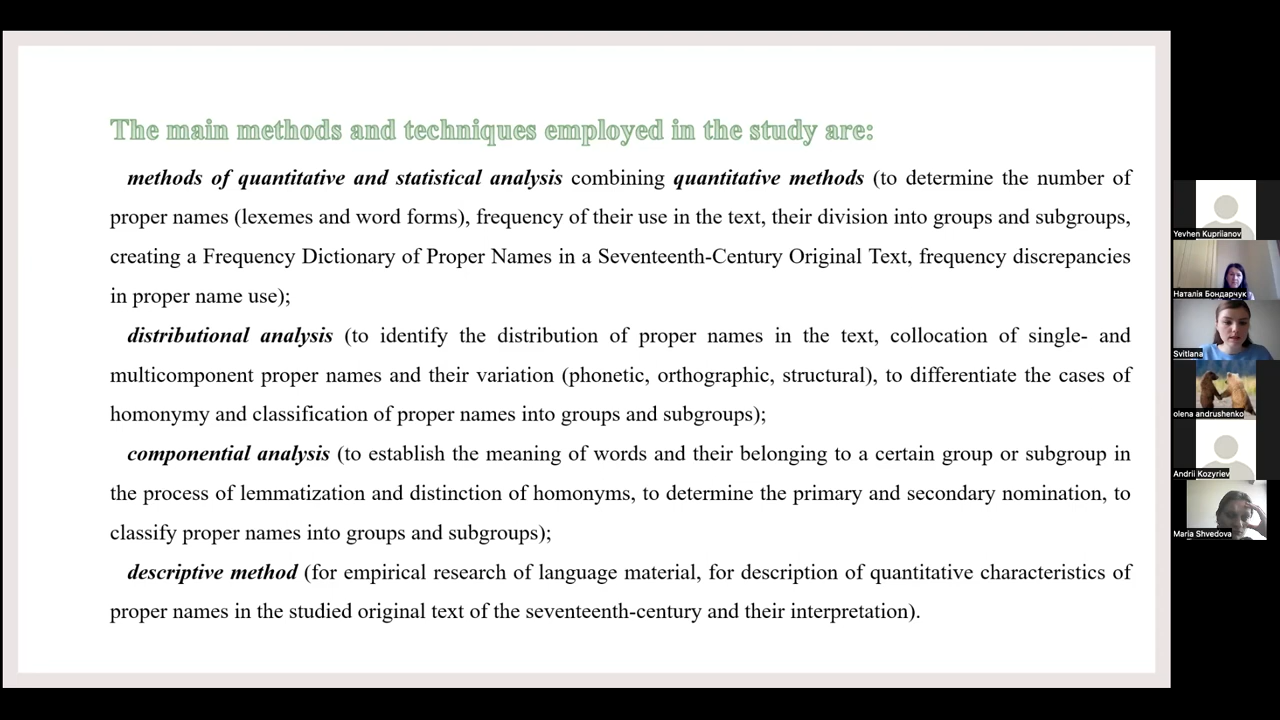 The main methods and techniques employed in the study are:
methods of quantitative and statistical analysis combining quantitative methods (to determine the number of
proper names (lexemes and word forms), frequency of their use in the text, their division into groups and subgroups,
creating a Frequency Dictionary of Proper Names in a Seventeenth-Century Original Text, frequency discrepancies
in proper name use);
distributional analysis (to identify the distribution of proper names in the text, collocation of single- and
multicomponent proper names and their variation (phonetic, orthographic, structural), to differentiate the cases of
homonymy and classification of proper names into groups and subgroups);
componential analysis (to establish the meaning of words and their belonging to a certain group or subgroup in
the process of lemmatization and distinction of homonyms, to determine the primary and secondary nomination, to
classify proper names into groups and subgroups);
descriptive method (for empirical research of language material, for description of quantitative characteristics of
proper names in the studied original text of the seventeenth-century and their interpretation).
Yevhen Kupriianov
Наталія Бондарчук
Svitlana
olena andrushenko
Andrii Kozyriev
Maria Shvedova